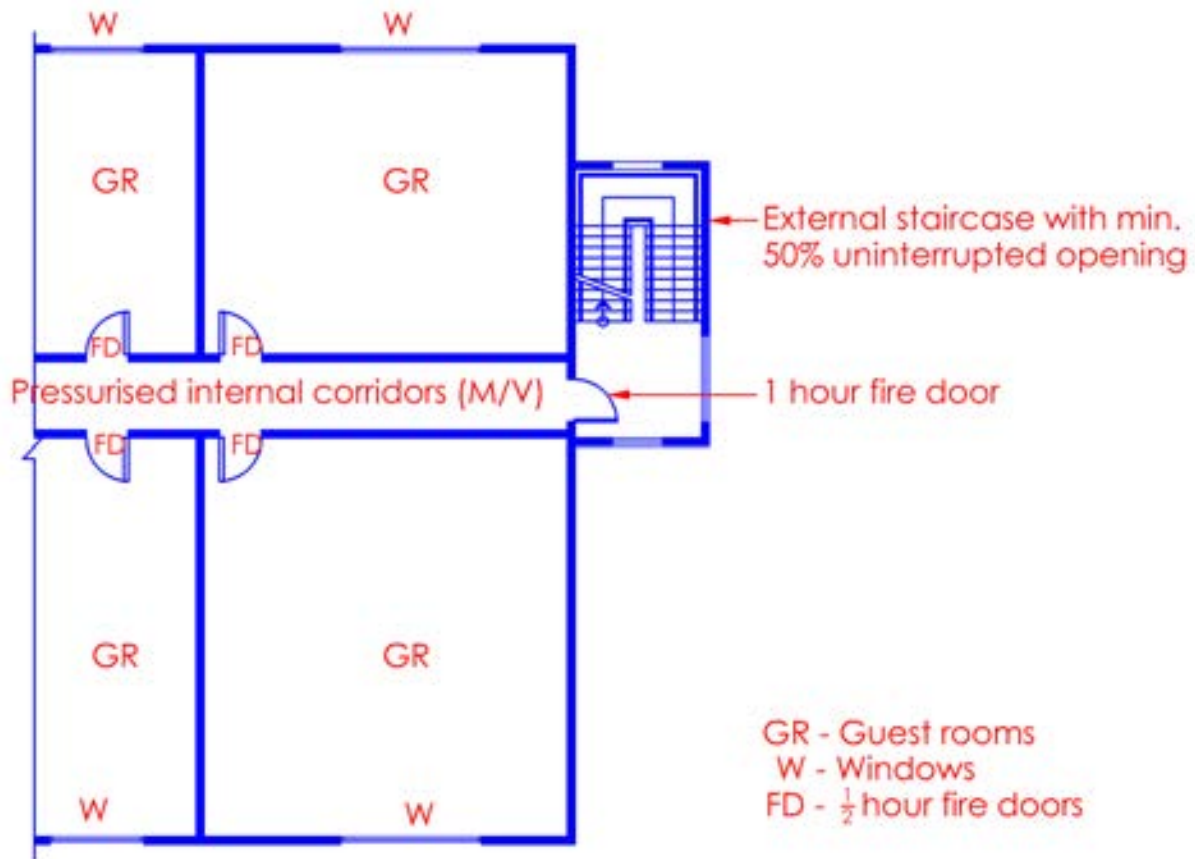 W
W
GR
GR
External staircase with min.
50% uninterrupted opening
FD
FD
Pressurised internal corridors (M/V)
1 hour fire door
FD
FD
GR
GR
GR - Guest rooms
W - Windows
FD - ½ hour fire doors
W
W